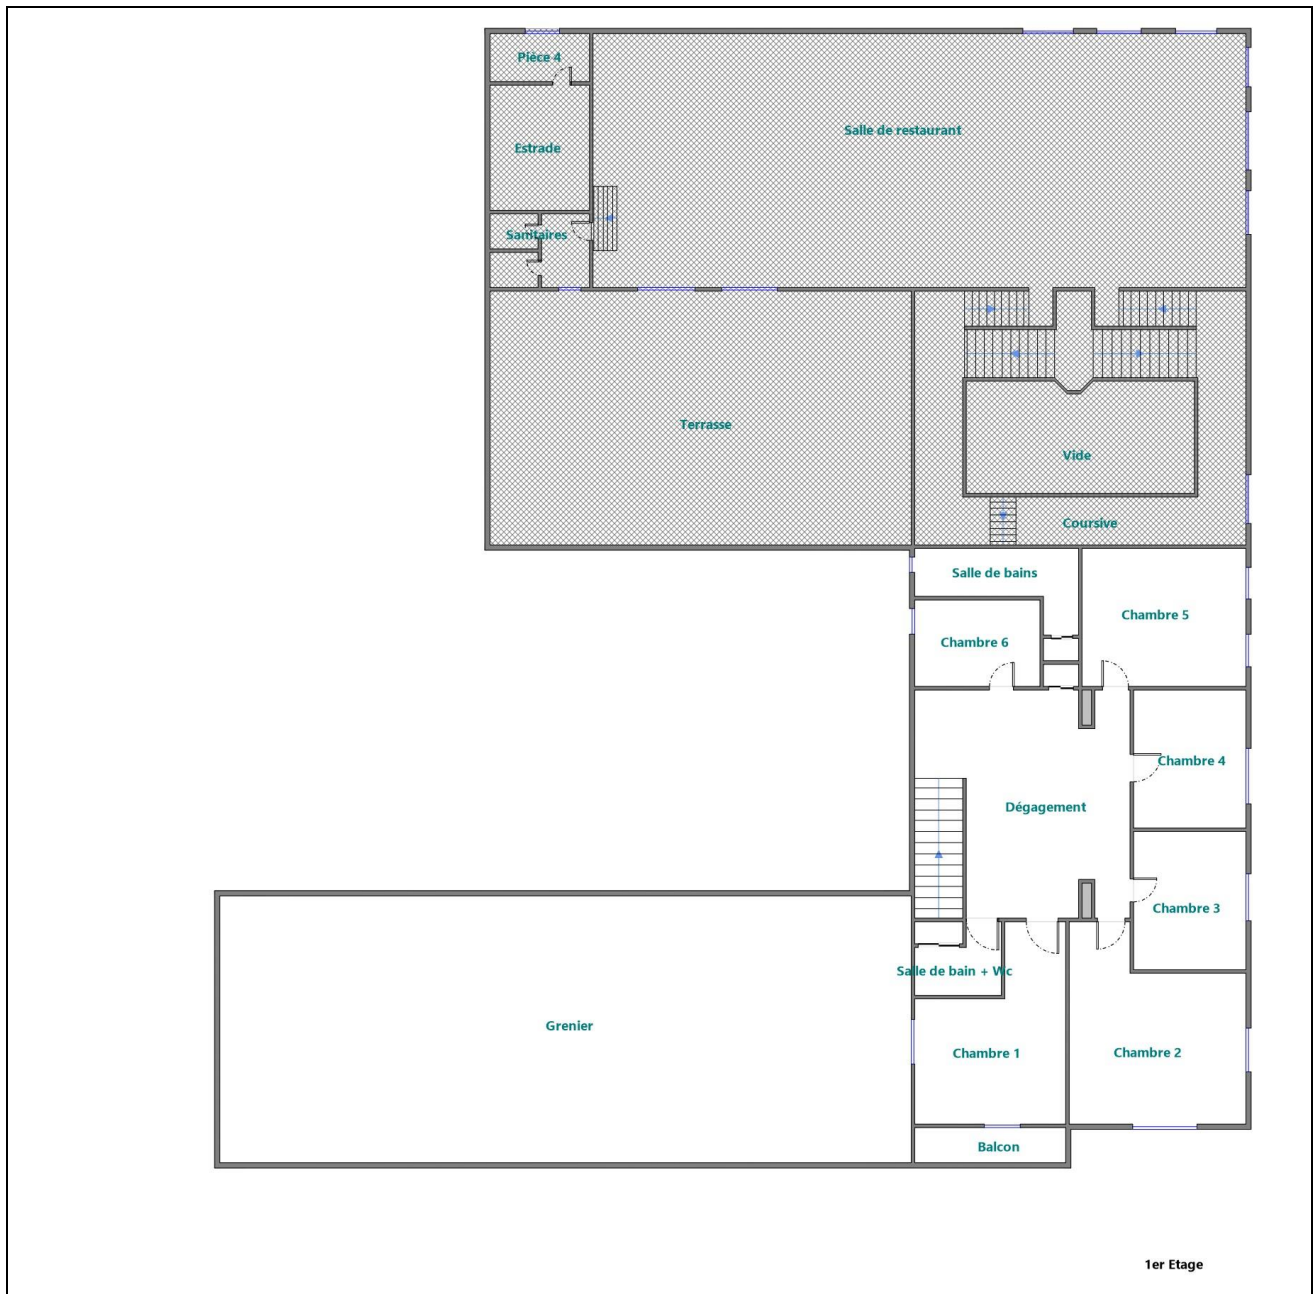 Pièce 4
Salle de restaurant
Estrade
Sanitaires
Terrasse
Vide
Coursive
Salle de bains
Chambre 5
Chambre 6
Chambre 4
Dégagement
Chambre 3
Salle de bain + Wc
Grenier
Chambre 1
Chambre 2
Balcon
1er Etage